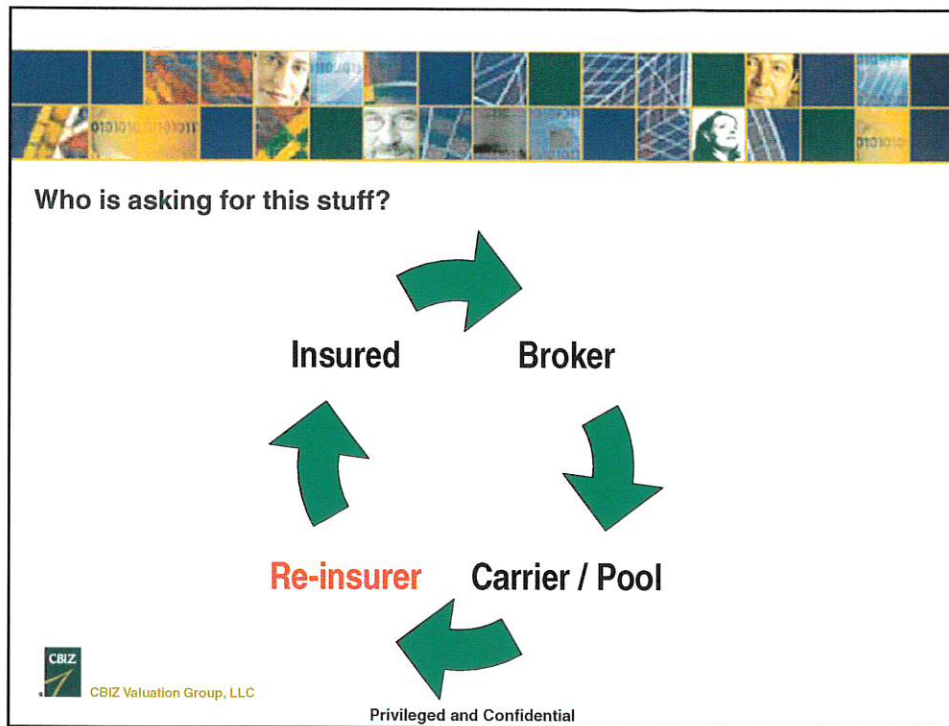 Who is asking for this stuff?
Insured
Broker
Re-insurer
Carrier / Pool
CBIZ
CBIZ Valuation Group, LLC
Privileged and Confidential